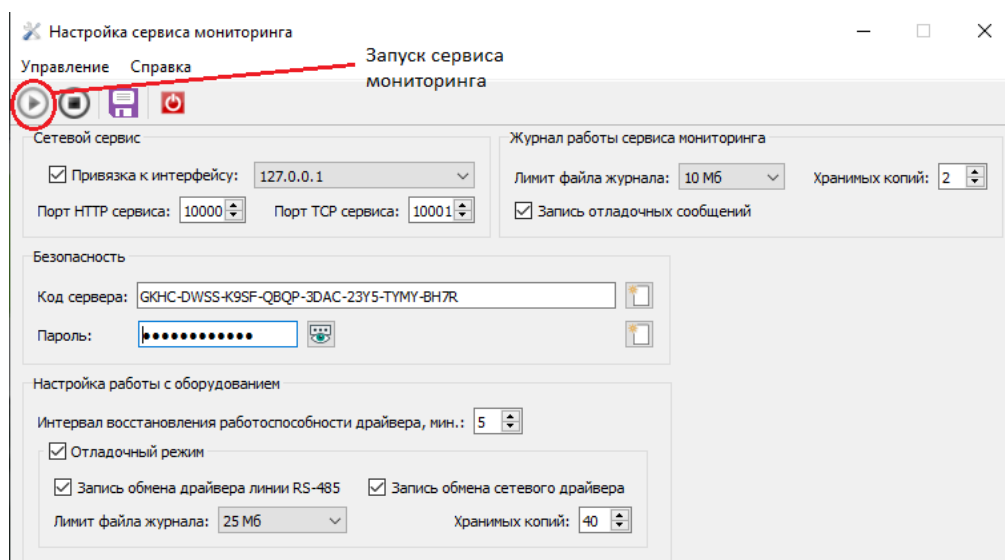 Настройка сервиса мониторинга
Управление Справка
Запуск сервиса
мониторинга
Сетевой сервис
Привязка к интерфейсу: 127.0.0.1
Порт HTTP сервиса: 10000 Порт TCP сервиса: 10001
Журнал работы сервиса мониторинга
Лимит файла журнала: 10 Мб Хранимых копий: 2
Запись отладочных сообщений
Безопасность
Код сервера: GKHC-DWSS-K9SF-QBQP-3DAC-23Y5-TYMY-BH7R
Пароль: ●●●●●●●●●●●●
Настройка работы с оборудованием
Интервал восстановления работоспособности драйвера, мин.: 5
Отладочный режим
Запись обмена драйвера линии RS-485 Запись обмена сетевого драйвера
Лимит файла журнала: 25 Мб Хранимых копий: 40